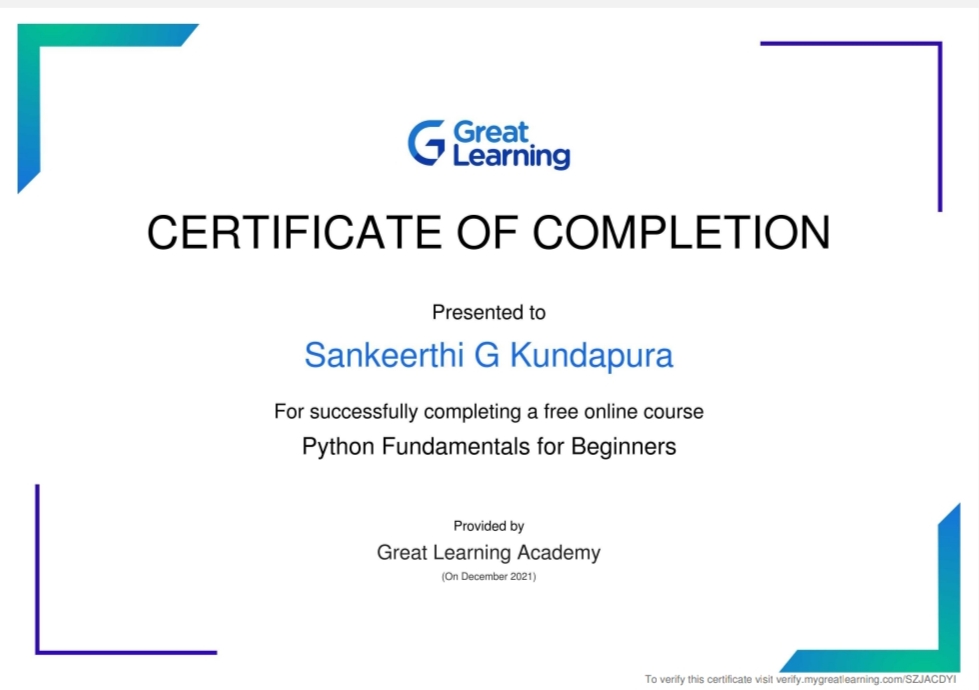 Great
Learning
CERTIFICATE OF COMPLETION
Presented to
Sankeerthi G Kundapura
For successfully completing a free online course
Python Fundamentals for Beginners
Provided by
Great Learning Academy
(On December 2021)
To verify this certificate visit verify.mygreatlearning.com/SZJACDYI